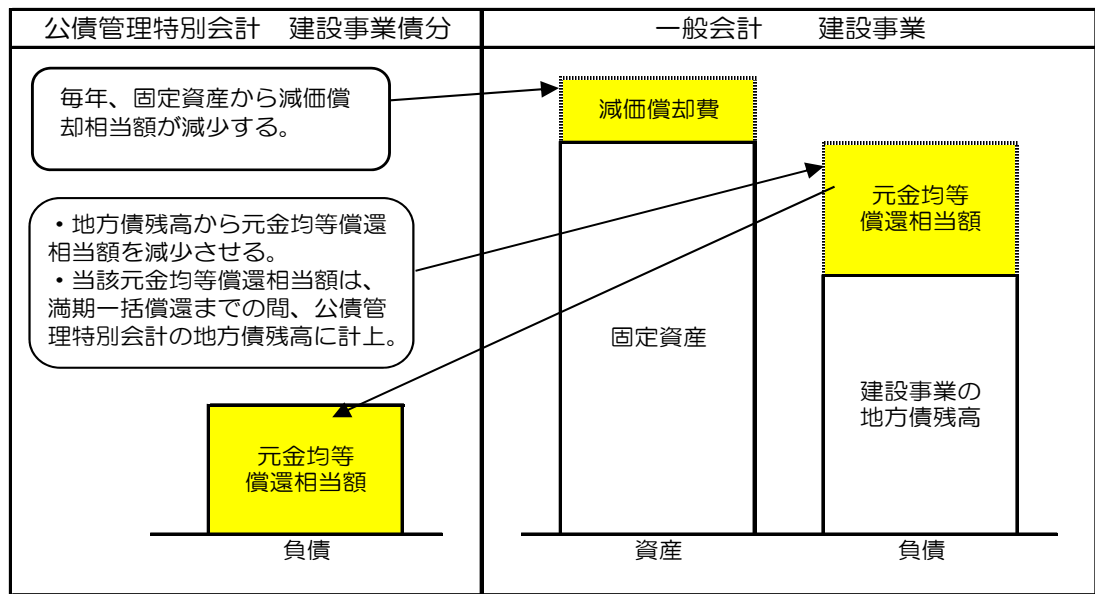 公債管理特別会計　建設事業債分
一般会計　　建設事業
毎年、固定資産から減価償
却相当額が減少する。
・地方債残高から元金均等償還
相当額を減少させる。
・当該元金均等償還相当額は、
満期一括償還までの間、公債管
理特別会計の地方債残高に計上。
元金均等
償還相当額
負債
減価償却費
固定資産
資産
元金均等
償還相当額
建設事業の
地方債残高
負債